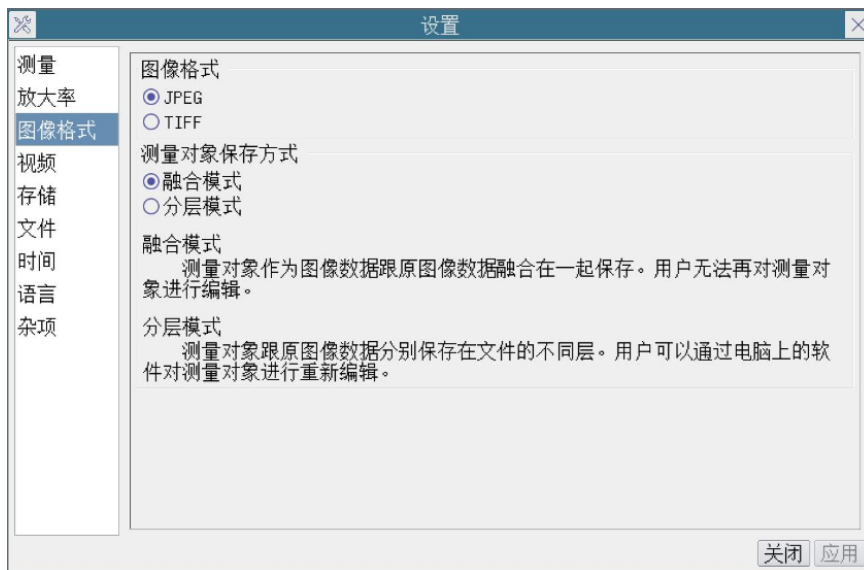 设置
测量
放大率
图像格式
视频
存储
文件
时间
语言
杂项
图像格式
JPEG
TIFF
测量对象保存方式
融合模式
分层模式
融合模式
测量对象作为图像数据跟原图像数据融合在一起保存。用户无法再对测量对
象进行编辑。
分层模式
测量对象跟原图像数据分别保存在文件的不同层。用户可以通过电脑上的软
件对测量对象进行重新编辑。
关闭
应用